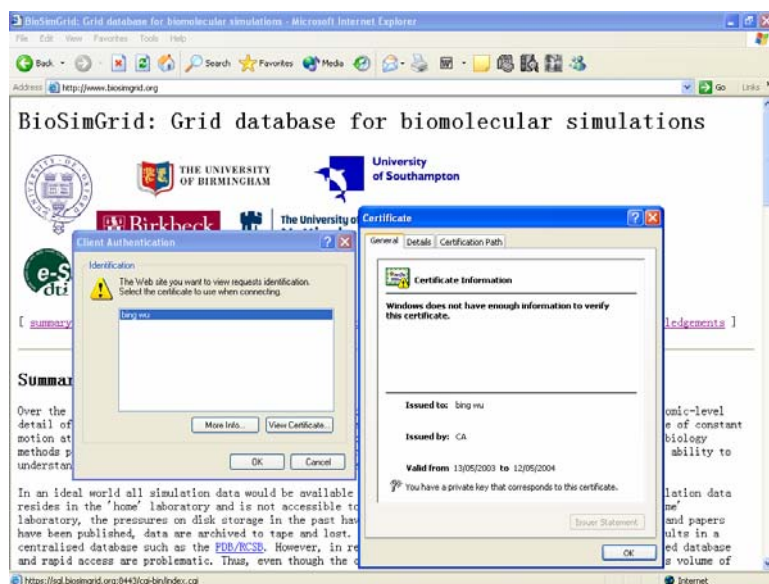 BioSimGrid: Grid database for biomolecular simulations - Microsoft Internet Explorer
File Edit View Favorites Tools Help
Back Search Favorites Media
Address http://www.biosimgrid.org Go Links
BioSimGrid: Grid database for biomolecular simulations
THE UNIVERSITY
OF BIRMINGHAM
University
of Southampton
Birkbeck
The University of
Certificate
General Details Certification Path
Certificate Information
Windows does not have enough information to verify
this certificate.
Issued to: bing wu
Issued by: CA
Valid from 13/05/2003 to 12/05/2004
You have a private key that corresponds to this certificate.
Issuer Statement
OK
Client Authentication
Identification
The Web site you want to view requests identification.
Select the certificate to use when connecting.
bing wu
More Info... View Certificate...
OK Cancel
e-S
dti
[ summary
ledgements ]
Summar
Over the
omic-level
detail of
e of constant
motion at
biology
methods p
ability to
understan
In an ideal world all simulation data would be available
lation data
resides in the 'home' laboratory and is not accessible to
me'
laboratory, the pressures on disk storage in the past hav
and papers
have been published, data are archived to tape and lost.
ults in a
centralised database such as the PDB/RCSB. However, in re
ed database
and rapid access are problematic. Thus, even though the c
s volume of
https://sql.biosimgrid.org:8443/cgi-bin/index.cgi Internet